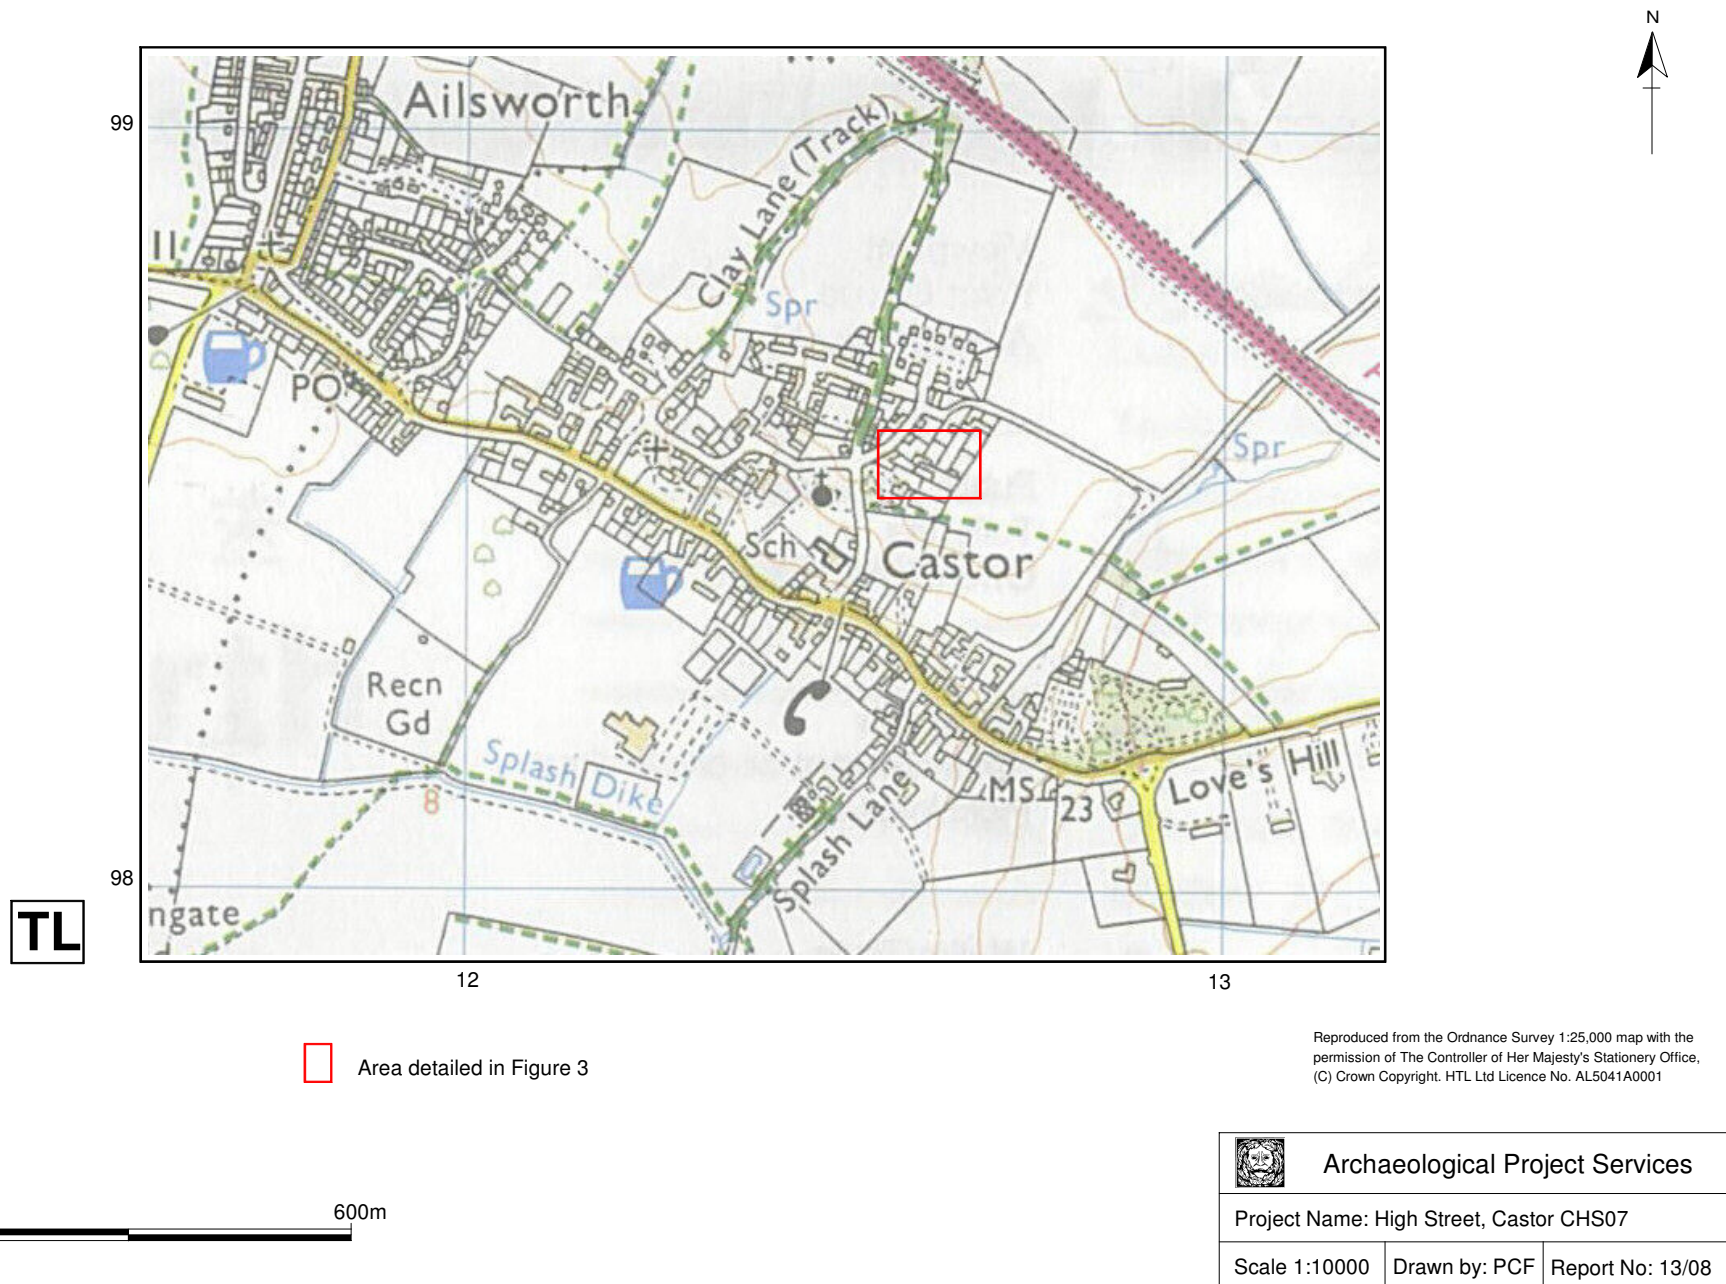 N
99
Ailsworth
Clay Lane (Track)
Spr
PO
Spr
Sch
Castor
Recn
Gd
Splash Dike
8
MS
23
Love's Hill
Splash Lane
98
ngate
TL
12
13
Area detailed in Figure 3
Reproduced from the Ordnance Survey 1:25,000 map with the
permission of The Controller of Her Majesty's Stationery Office,
(C) Crown Copyright. HTL Ltd Licence No. AL5041A0001
600m
Archaeological Project Services
Project Name: High Street, Castor CHS07
Scale 1:10000
Drawn by: PCF
Report No: 13/08